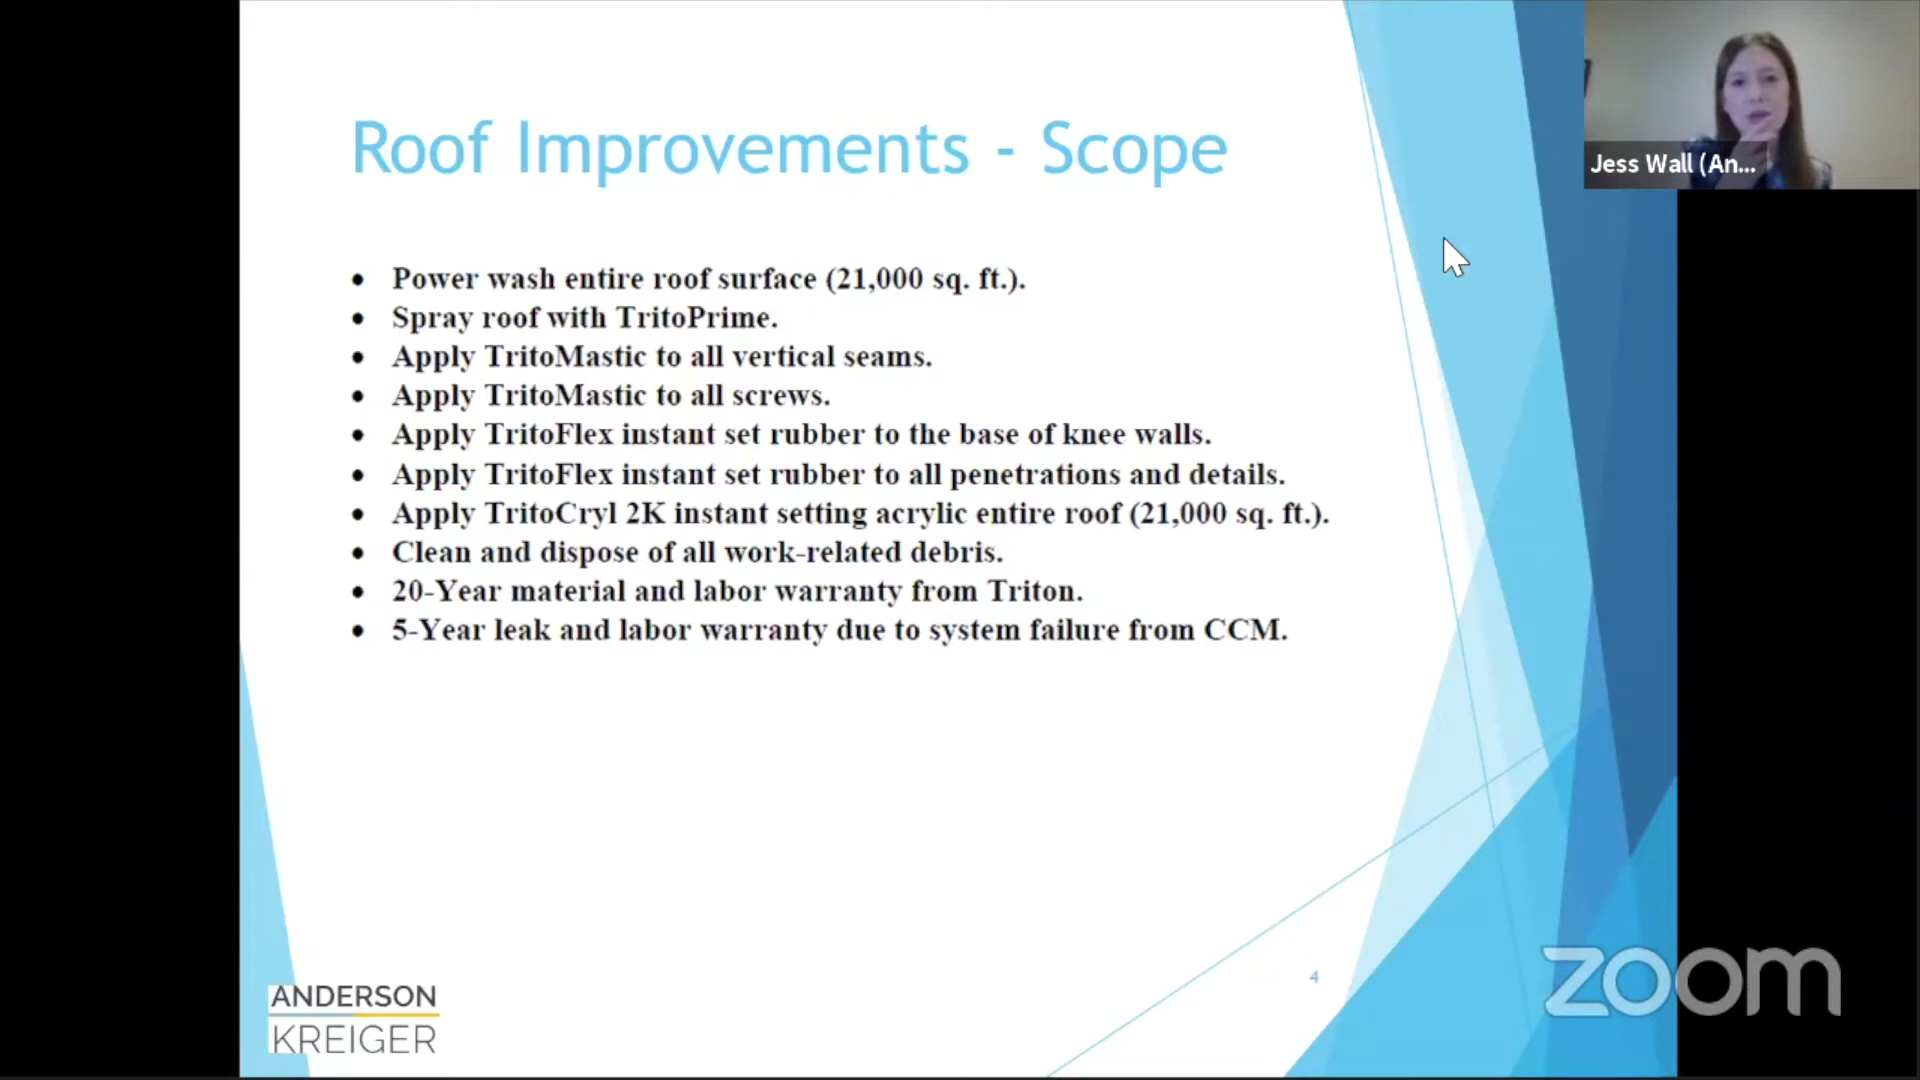 Roof Improvements - Scope
Jess Wall (An...
• Power wash entire roof surface (21,000 sq. ft.).
• Spray roof with TritoPrime.
• Apply TritoMastic to all vertical seams.
• Apply TritoMastic to all screws.
• Apply TritoFlex instant set rubber to the base of knee walls.
• Apply TritoFlex instant set rubber to all penetrations and details.
• Apply TritoCryl 2K instant setting acrylic entire roof (21,000 sq. ft.).
• Clean and dispose of all work-related debris.
• 20-Year material and labor warranty from Triton.
• 5-Year leak and labor warranty due to system failure from CCM.
4
ANDERSON
KREIGER
zoom